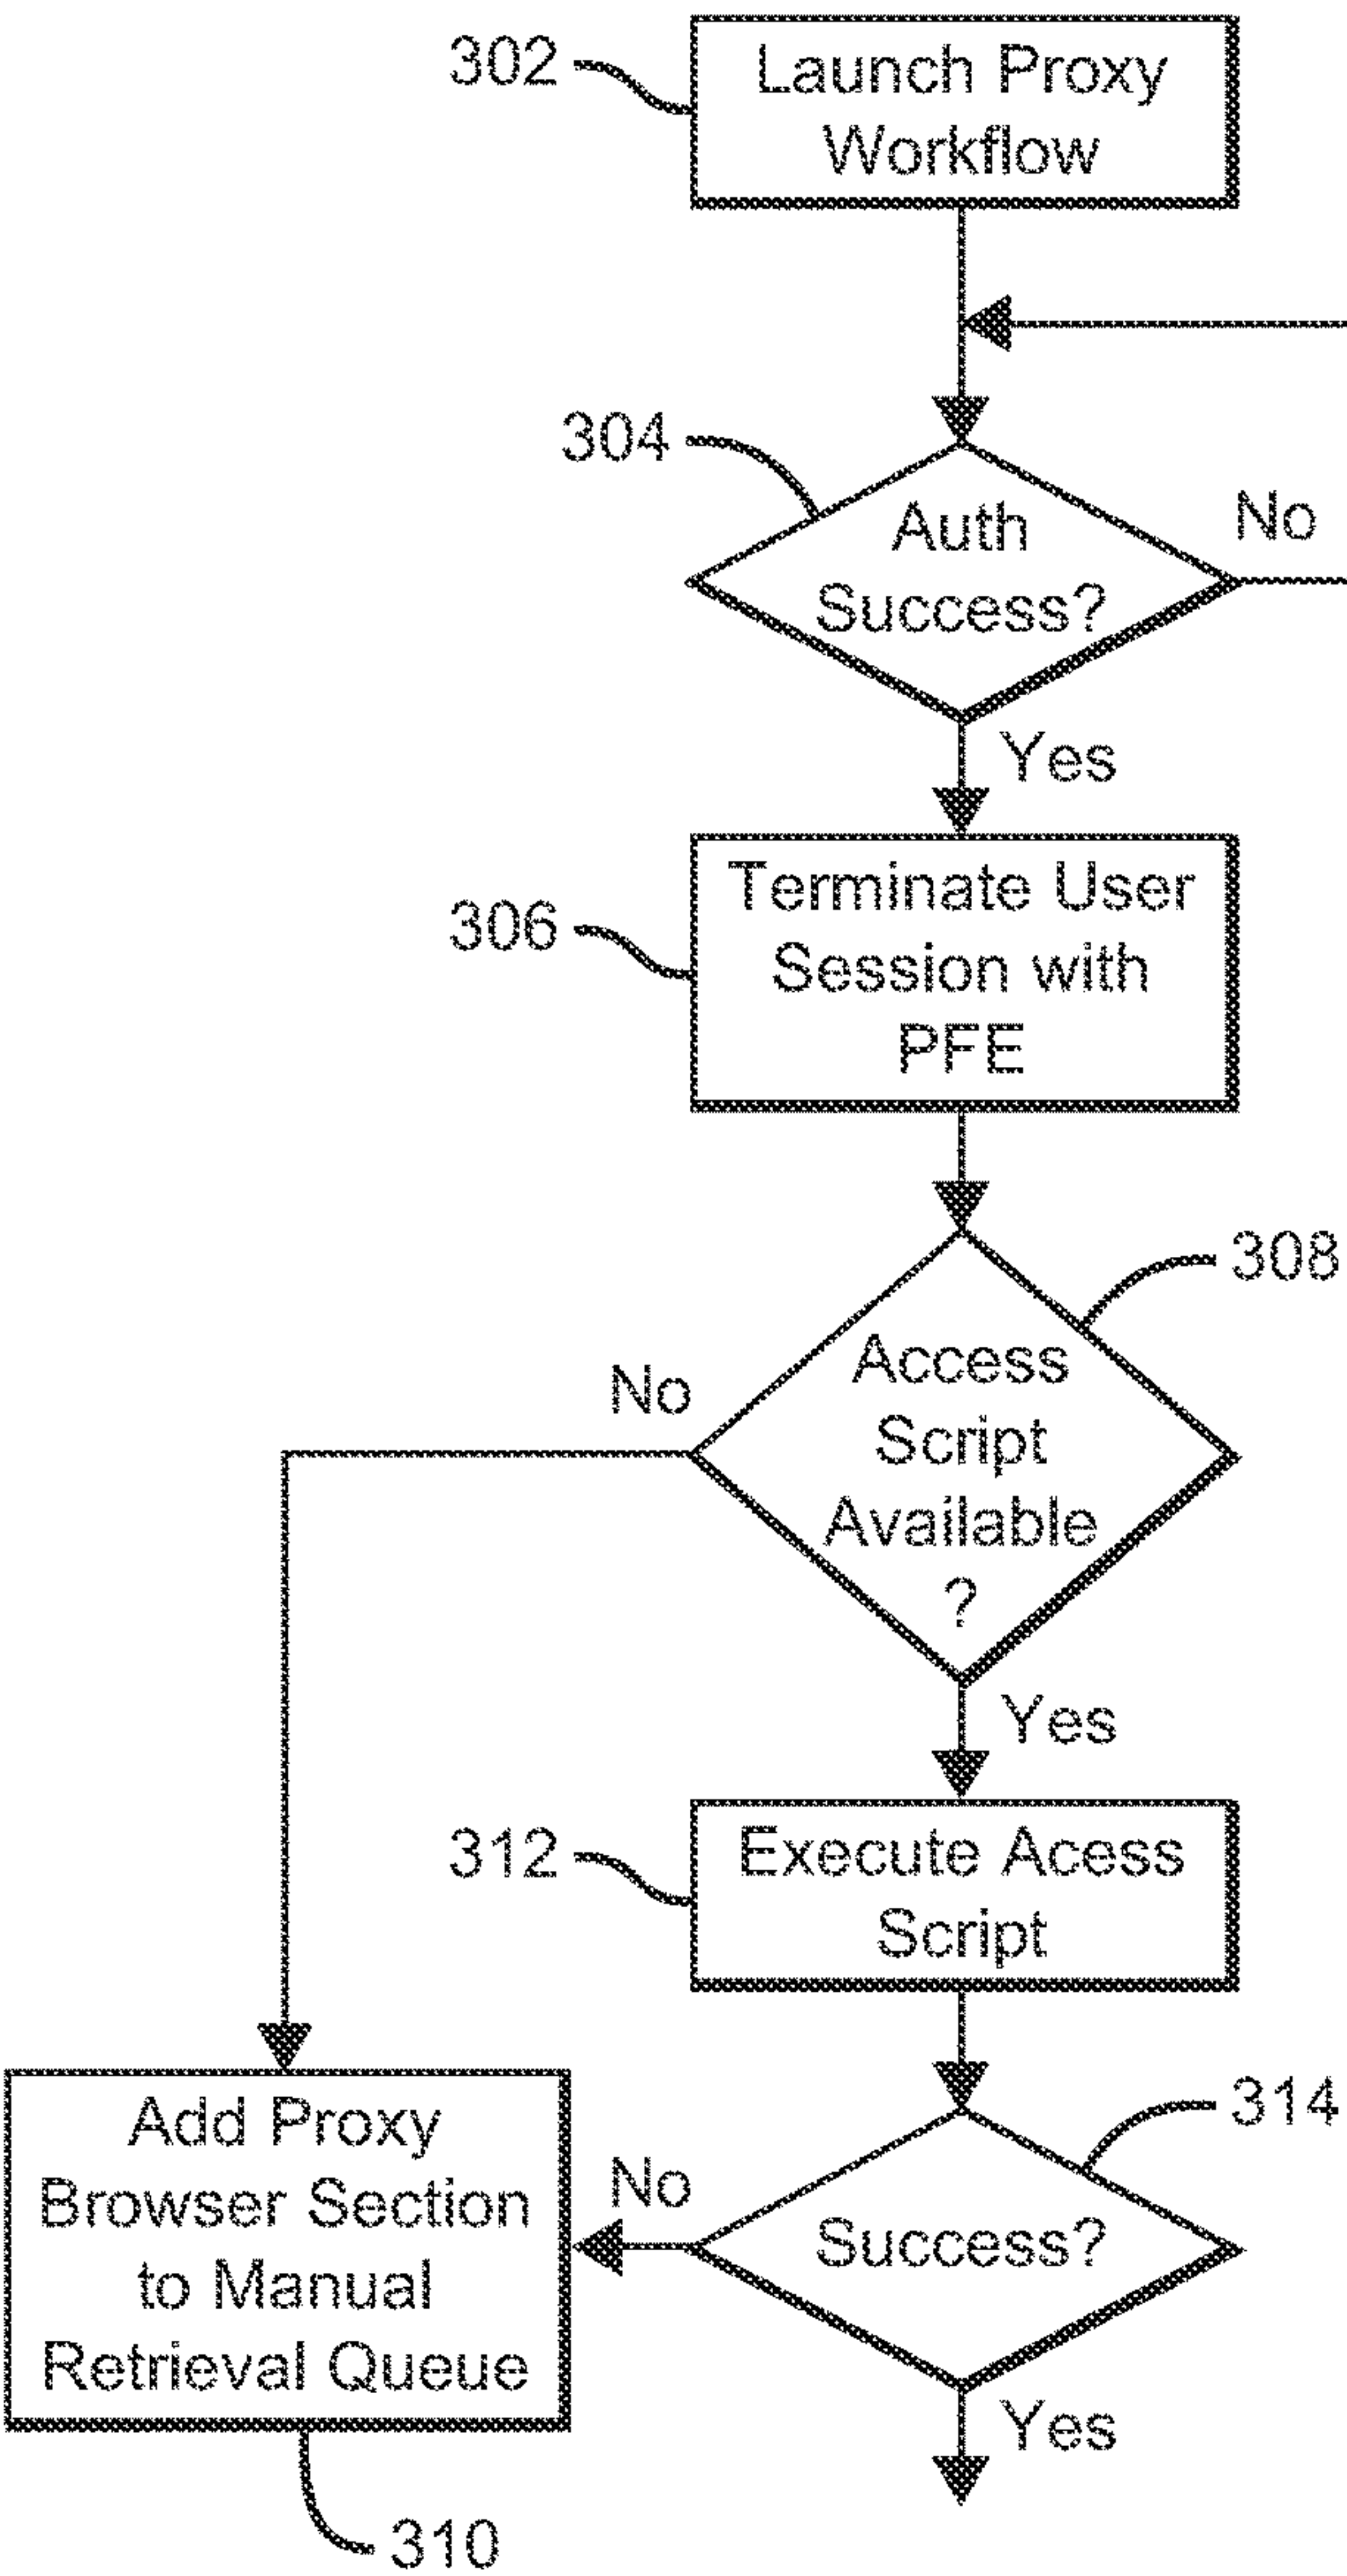 302
Launch Proxy
Workflow
304
Auth
Success?
No
Yes
306
Terminate User
Session with
PFE
308
Access
Script
Available
?
No
Yes
312
Execute Acess
Script
314
Success?
No
Yes
Add Proxy
Browser Section
to Manual
Retrieval Queue
310